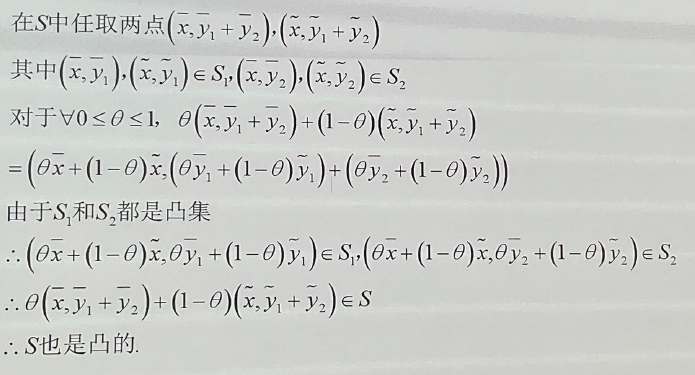 在S中任取两点(x̄,ȳ₁+ȳ₂),(x̃,ỹ₁+ỹ₂)
其中(x̄,ȳ₁),(x̃,ỹ₁)∈S₁,(x̄,ȳ₂),(x̃,ỹ₂)∈S₂
对于∀0≤θ≤1, θ(x̄,ȳ₁+ȳ₂)+(1−θ)(x̃,ỹ₁+ỹ₂)
=(θx̄+(1−θ)x̃,(θȳ₁+(1−θ)ỹ₁)+(θȳ₂+(1−θ)ỹ₂))
由于S₁和S₂都是凸集
∴(θx̄+(1−θ)x̃,θȳ₁+(1−θ)ỹ₁)∈S₁,(θx̄+(1−θ)x̃,θȳ₂+(1−θ)ỹ₂)∈S₂
∴θ(x̄,ȳ₁+ȳ₂)+(1−θ)(x̃,ỹ₁+ỹ₂)∈S
∴S也是凸的.